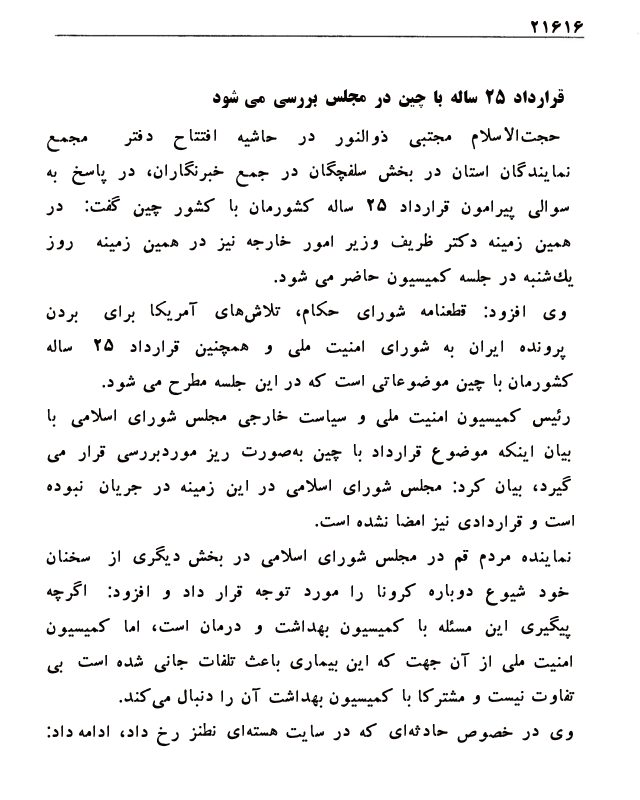 ۲۱۶۱۶
قرارداد ۲۵ ساله با چین در مجلس بررسی می شود
حجت‌الاسلام مجتبی ذوالنور در حاشیه افتتاح دفتر مجمع
نمایندگان استان در بخش سلفچگان در جمع خبرنگاران، در پاسخ به
سوالی پیرامون قرارداد ۲۵ ساله کشورمان با کشور چین گفت: در
همین زمینه دکتر ظریف وزیر امور خارجه نیز در همین زمینه روز
یك‌شنبه در جلسه کمیسیون حاضر می شود.
وی افزود: قطعنامه شورای حکام، تلاش‌های آمریکا برای بردن
پرونده ایران به شورای امنیت ملی و همچنین قرارداد ۲۵ ساله
کشورمان با چین موضوعاتی است که در این جلسه مطرح می شود.
رئیس کمیسیون امنیت ملی و سیاست خارجی مجلس شورای اسلامی با
بیان اینکه موضوع قرارداد با چین به‌صورت ریز موردبررسی قرار می
گیرد، بیان کرد: مجلس شورای اسلامی در این زمینه در جریان نبوده
است و قراردادی نیز امضا نشده است.
نماینده مردم قم در مجلس شورای اسلامی در بخش دیگری از سخنان
خود شیوع دوباره کرونا را مورد توجه قرار داد و افزود: اگرچه
پیگیری این مسئله با کمیسیون بهداشت و درمان است، اما کمیسیون
امنیت ملی از آن جهت که این بیماری باعث تلفات جانی شده است بی
تفاوت نیست و مشترکا با کمیسیون بهداشت آن را دنبال می‌کند.
وی در خصوص حادثه‌ای که در سایت هسته‌ای نطنز رخ داد، ادامه داد: